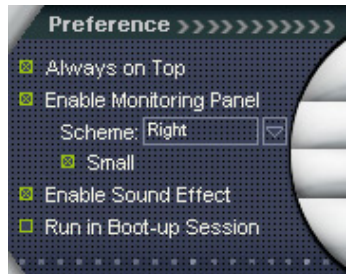 Preference >>>>>>>>>>>
Always on Top
Enable Monitoring Panel
Scheme: Right
Small
Enable Sound Effect
Run in Boot-up Session